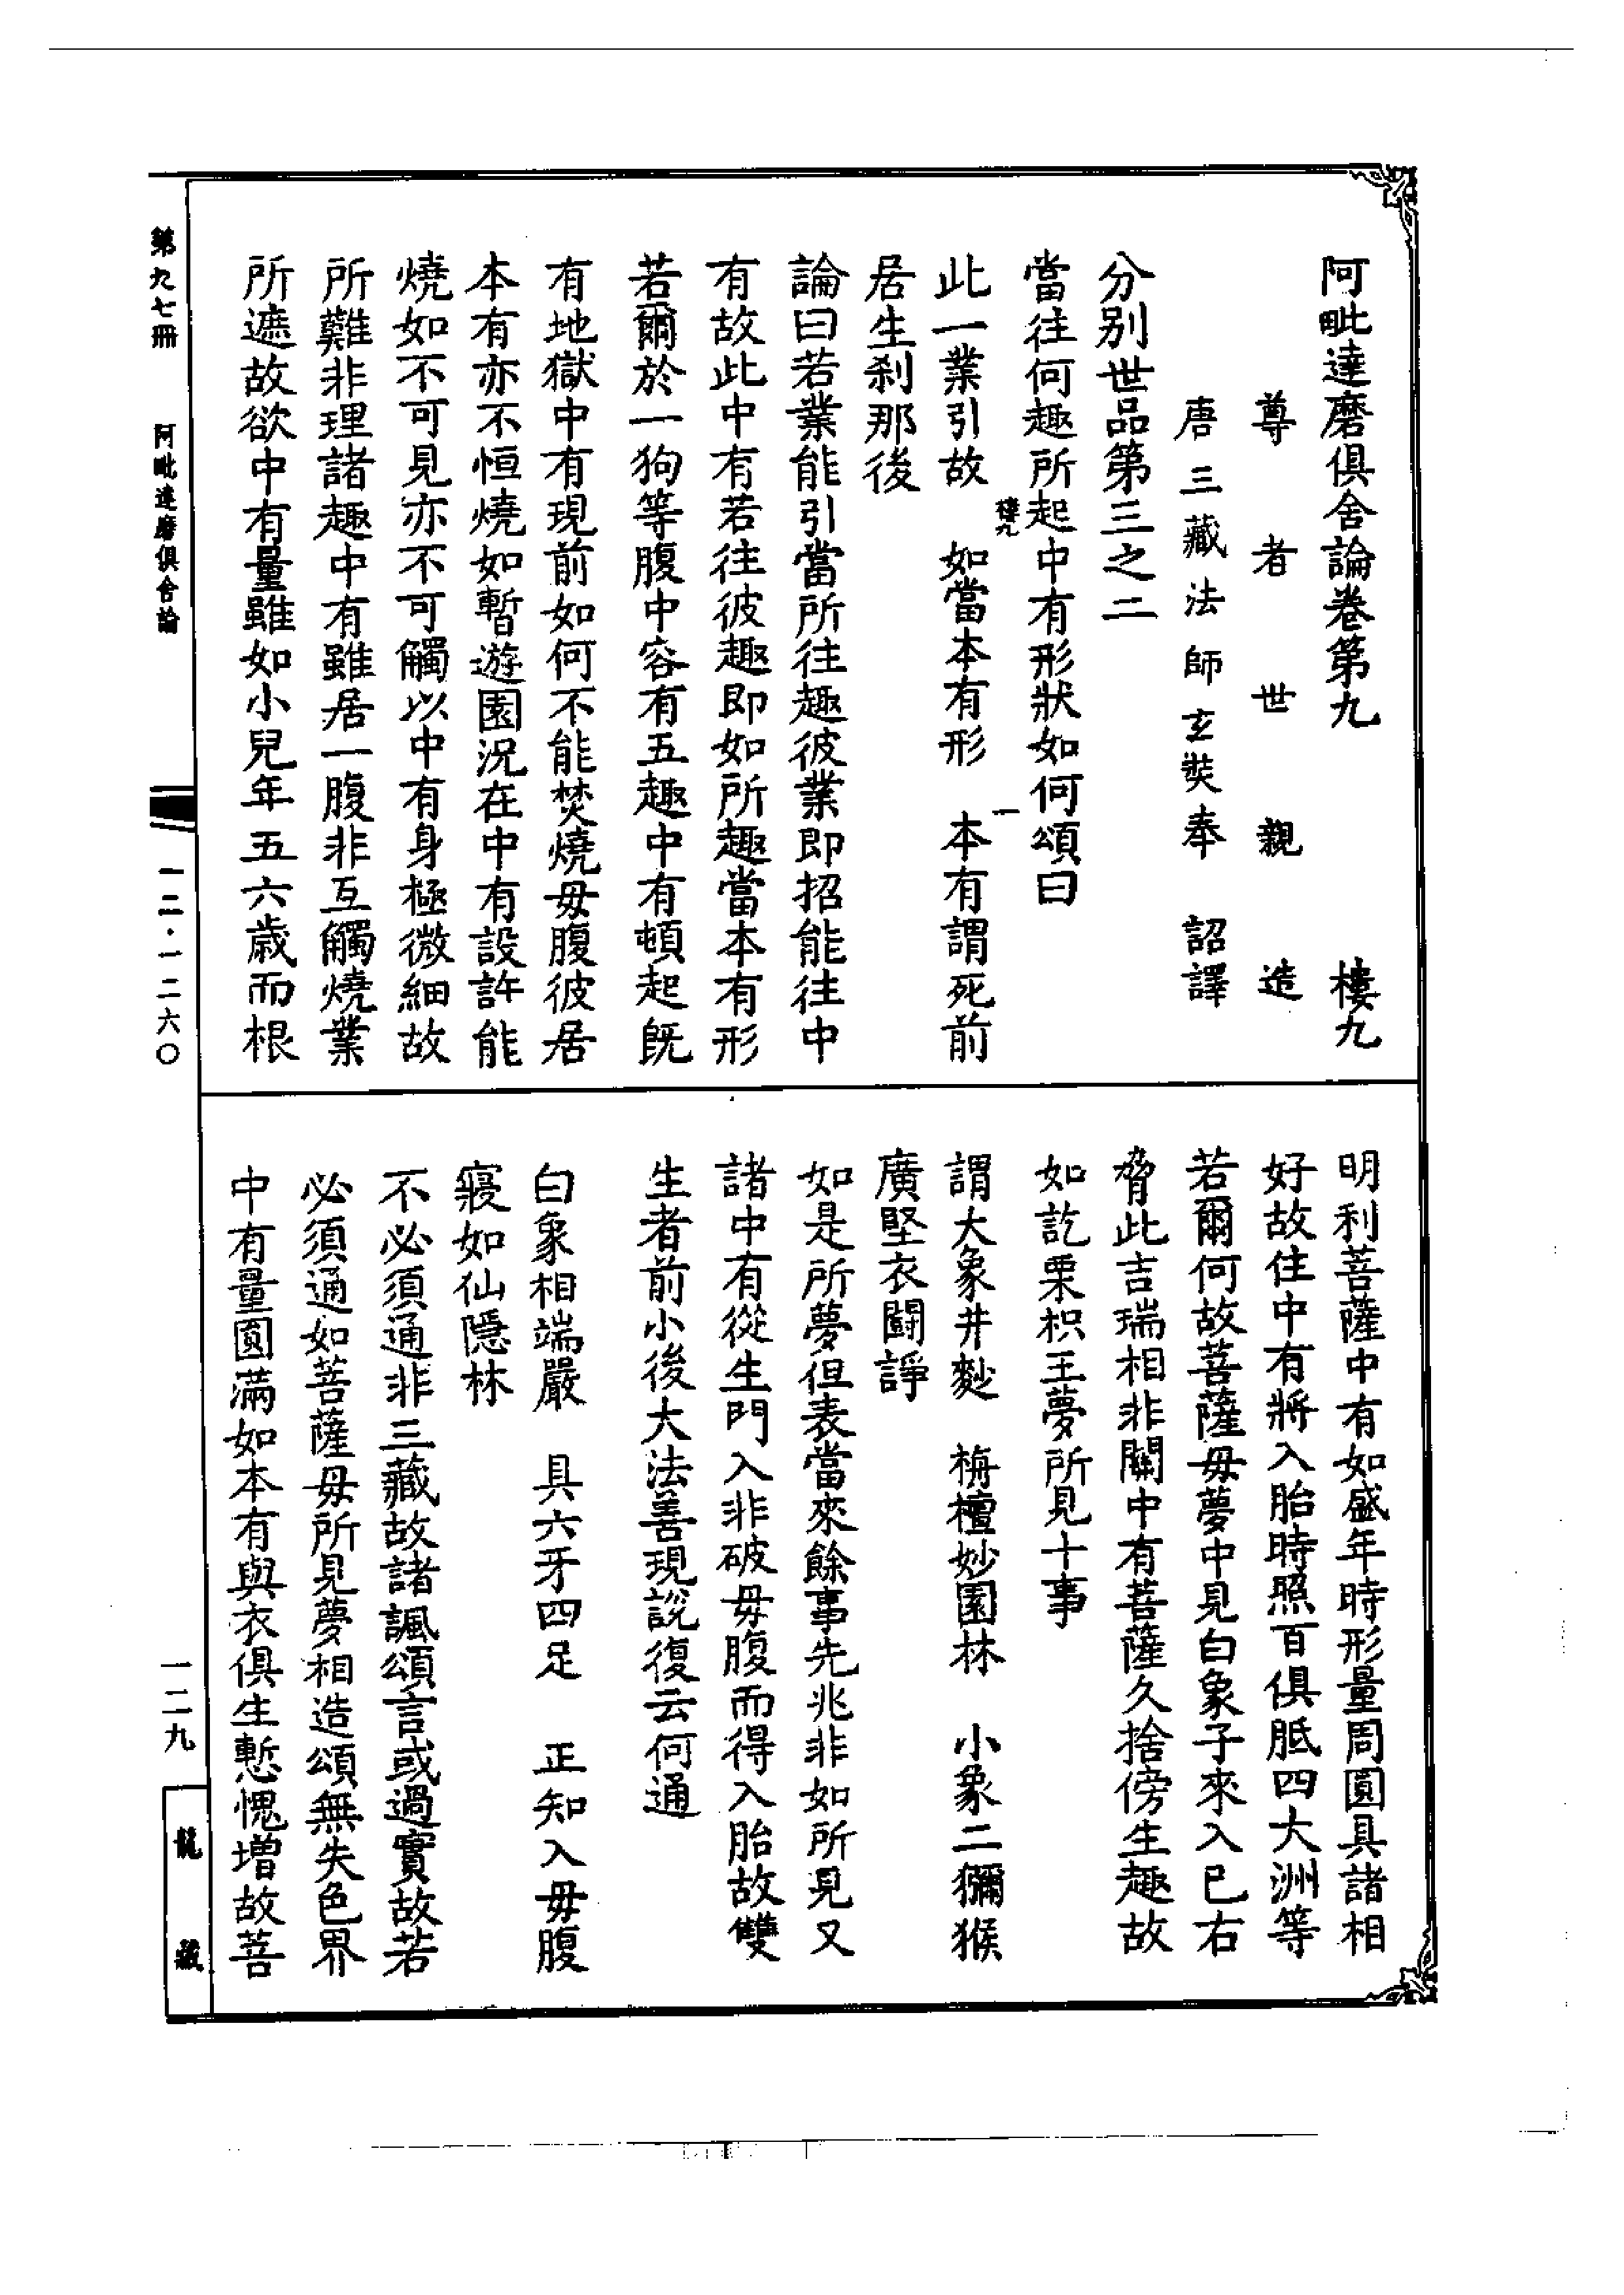 阿毗達磨俱舍論卷第九　樓九
尊者世親造
唐三藏法師玄奘奉　詔譯
分別世品第三之二
當往何趣所起中有形狀如何頌曰
樓九　一
此一業引故　如當本有形　本有謂死前
居生刹那後
論曰若業能引當所往趣彼業即招能往中
有故此中有若往彼趣即如所趣當本有形
若爾於一狗等腹中容有五趣中有頓起旣
有地獄中有現前如何不能焚燒母腹彼居
本有亦不恒燒如暫遊園況在中有設許能
燒如不可見亦不可觸以中有身極微細故
所難非理諸趣中有雖居一腹非互觸燒業
所遮故欲中有量雖如小兒年五六歲而根
明利菩薩中有如盛年時形量周圓具諸相
好故住中有將入胎時照百俱胝四大洲等
若爾何故菩薩母夢中見白象子來入已右
脅此吉瑞相非關中有菩薩久捨傍生趣故
如訖栗枳王夢所見十事
謂大象井麨　栴檀妙園林　小象二獼猴
廣堅衣鬪諍
如是所夢但表當來餘事先兆非如所見又
諸中有從生門入非破母腹而得入胎故雙
生者前小後大法善現說復云何通
白象相端嚴　具六牙四足　正知入母腹
寢如仙隱林
不必須通非三藏故諸諷頌言或過實故若
必須通如菩薩母所見夢相造頌無失色界
中有量圓滿如本有與衣俱生慙愧增故菩
第九七冊　阿毗達磨俱舍論　一二·一二六〇　一二九　龍藏